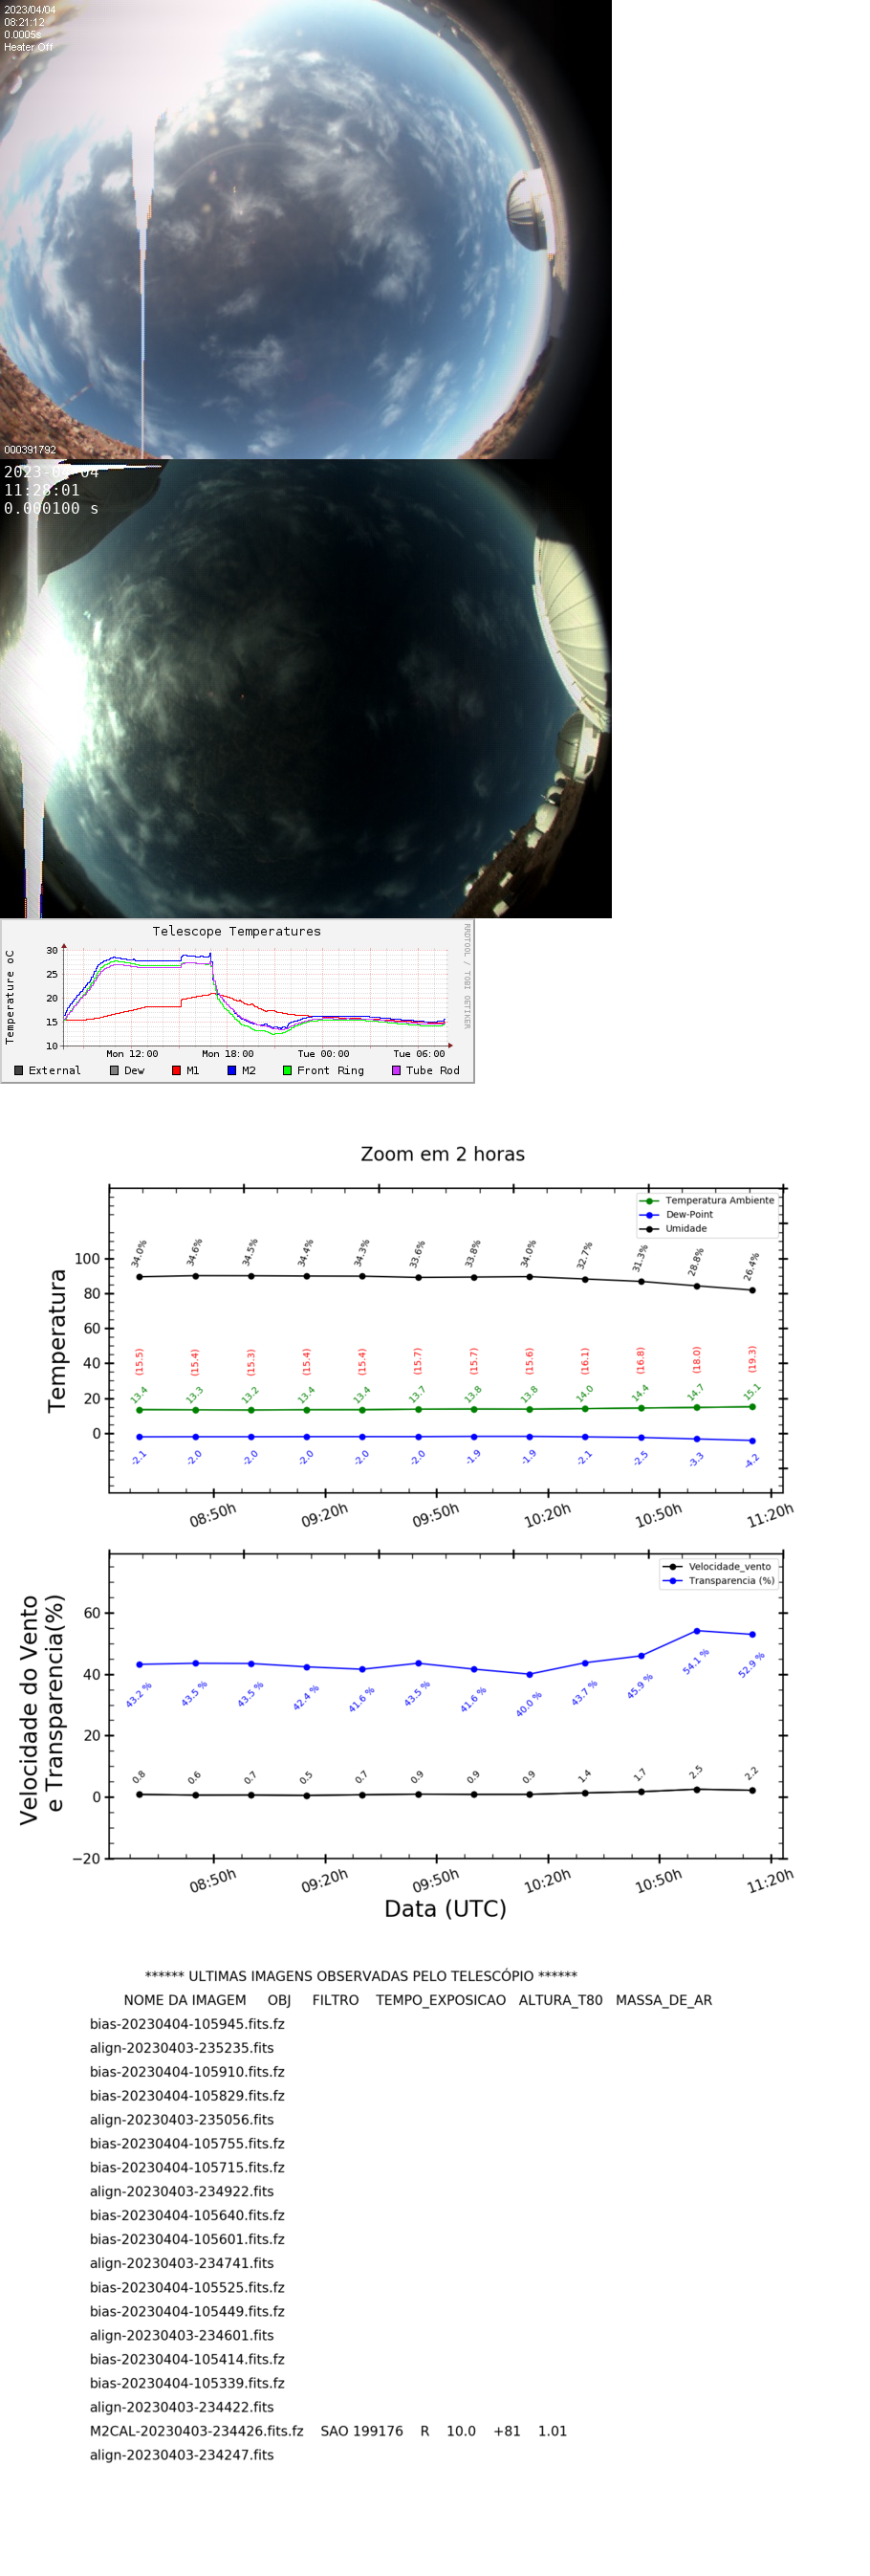 2023/04/04
08:21:12
0.0005s
Heater Off
000391792
2023-04-04
11:28:01
0.000100 s
Telescope Temperatures
RRDTOOL / TOBI OETIKER
Temperature oC
30
25
20
15
10
Mon 12:00 Mon 18:00 Tue 00:00 Tue 06:00
External Dew M1 M2 Front Ring Tube Rod
Zoom em 2 horas
Temperatura Ambiente
Dew-Point
Umidade
Temperatura
100
80
60
40
20
0
34.0% 34.6% 34.5% 34.4% 34.3% 33.6% 33.8% 34.0% 32.7% 31.3% 28.8% 26.4%
(15.5) (15.4) (15.3) (15.4) (15.4) (15.7) (15.7) (15.6) (16.1) (16.8) (18.0) (19.3)
13.4 13.3 13.2 13.4 13.4 13.7 13.8 13.8 14.0 14.4 14.7 15.1
-2.1 -2.0 -2.0 -2.0 -2.0 -2.0 -1.9 -1.9 -2.1 -2.5 -3.3 -4.2
08:50h 09:20h 09:50h 10:20h 10:50h 11:20h
Velocidade_vento
Transparencia (%)
Velocidade do Vento
e Transparencia(%)
60
40
20
0
−20
43.2 % 43.5 % 43.5 % 42.4 % 41.6 % 43.5 % 41.6 % 40.0 % 43.7 % 45.9 % 54.1 % 52.9 %
0.8 0.6 0.7 0.5 0.7 0.9 0.9 0.9 1.4 1.7 2.5 2.2
08:50h 09:20h 09:50h 10:20h 10:50h 11:20h
Data (UTC)
****** ULTIMAS IMAGENS OBSERVADAS PELO TELESCÓPIO ******
NOME DA IMAGEM OBJ FILTRO TEMPO_EXPOSICAO ALTURA_T80 MASSA_DE_AR
bias-20230404-105945.fits.fz
align-20230403-235235.fits
bias-20230404-105910.fits.fz
bias-20230404-105829.fits.fz
align-20230403-235056.fits
bias-20230404-105755.fits.fz
bias-20230404-105715.fits.fz
align-20230403-234922.fits
bias-20230404-105640.fits.fz
bias-20230404-105601.fits.fz
align-20230403-234741.fits
bias-20230404-105525.fits.fz
bias-20230404-105449.fits.fz
align-20230403-234601.fits
bias-20230404-105414.fits.fz
bias-20230404-105339.fits.fz
align-20230403-234422.fits
M2CAL-20230403-234426.fits.fz SAO 199176 R 10.0 +81 1.01
align-20230403-234247.fits